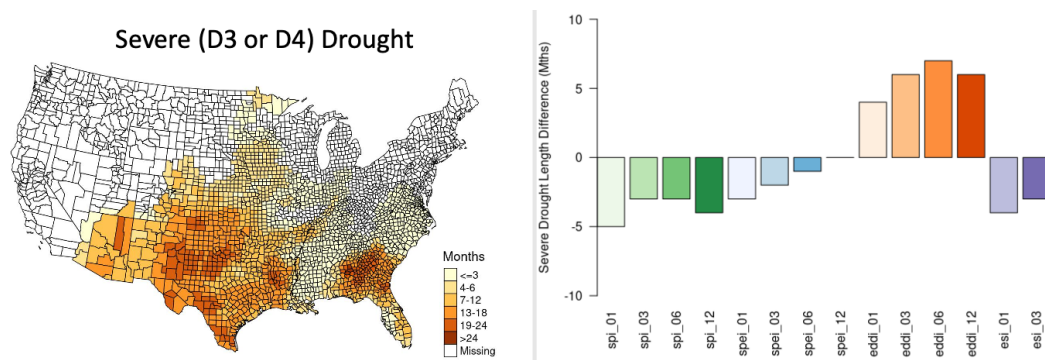 Severe (D3 or D4) Drought
Months
<=3
4-6
7-12
13-18
19-24
>24
Missing
Severe Drought Length Difference (Mths)
10
5
0
-5
-10
spi_01
spi_03
spi_06
spi_12
spei_01
spei_03
spei_06
spei_12
eddi_01
eddi_03
eddi_06
eddi_12
esi_01
esi_03